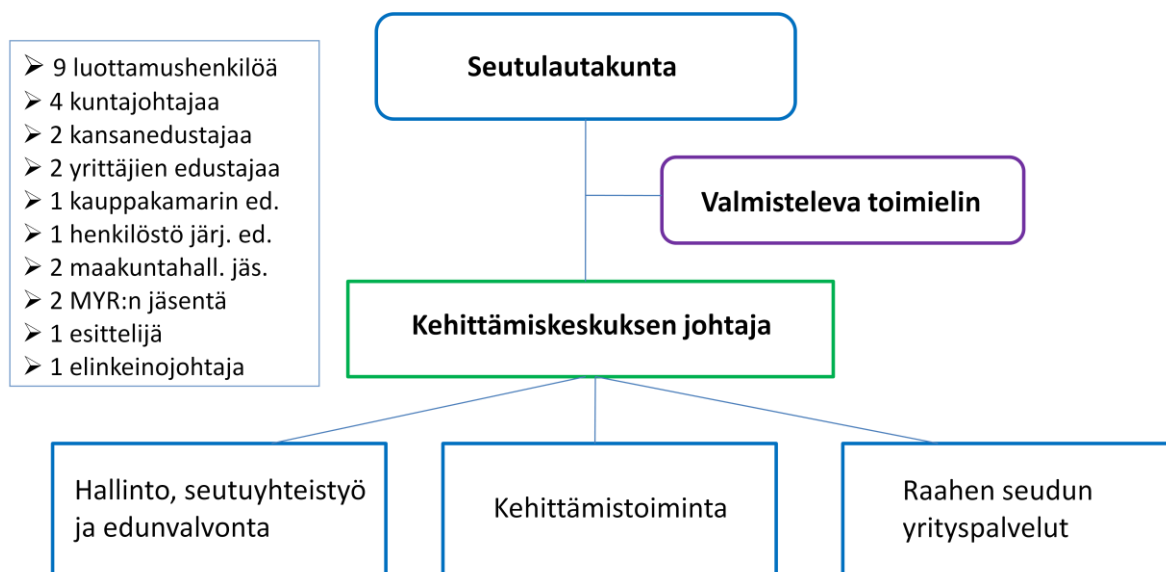 ➢ 9 luottamushenkilöä
➢ 4 kuntajohtajaa
➢ 2 kansanedustajaa
➢ 2 yrittäjien edustajaa
➢ 1 kauppakamarin ed.
➢ 1 henkilöstö järj. ed.
➢ 2 maakuntahall. jäs.
➢ 2 MYR:n jäsentä
➢ 1 esittelijä
➢ 1 elinkeinojohtaja
Seutulautakunta
Valmisteleva toimielin
Kehittämiskeskuksen johtaja
Hallinto, seutuyhteistyö
ja edunvalvonta
Kehittämistoiminta
Raahen seudun
yrityspalvelut